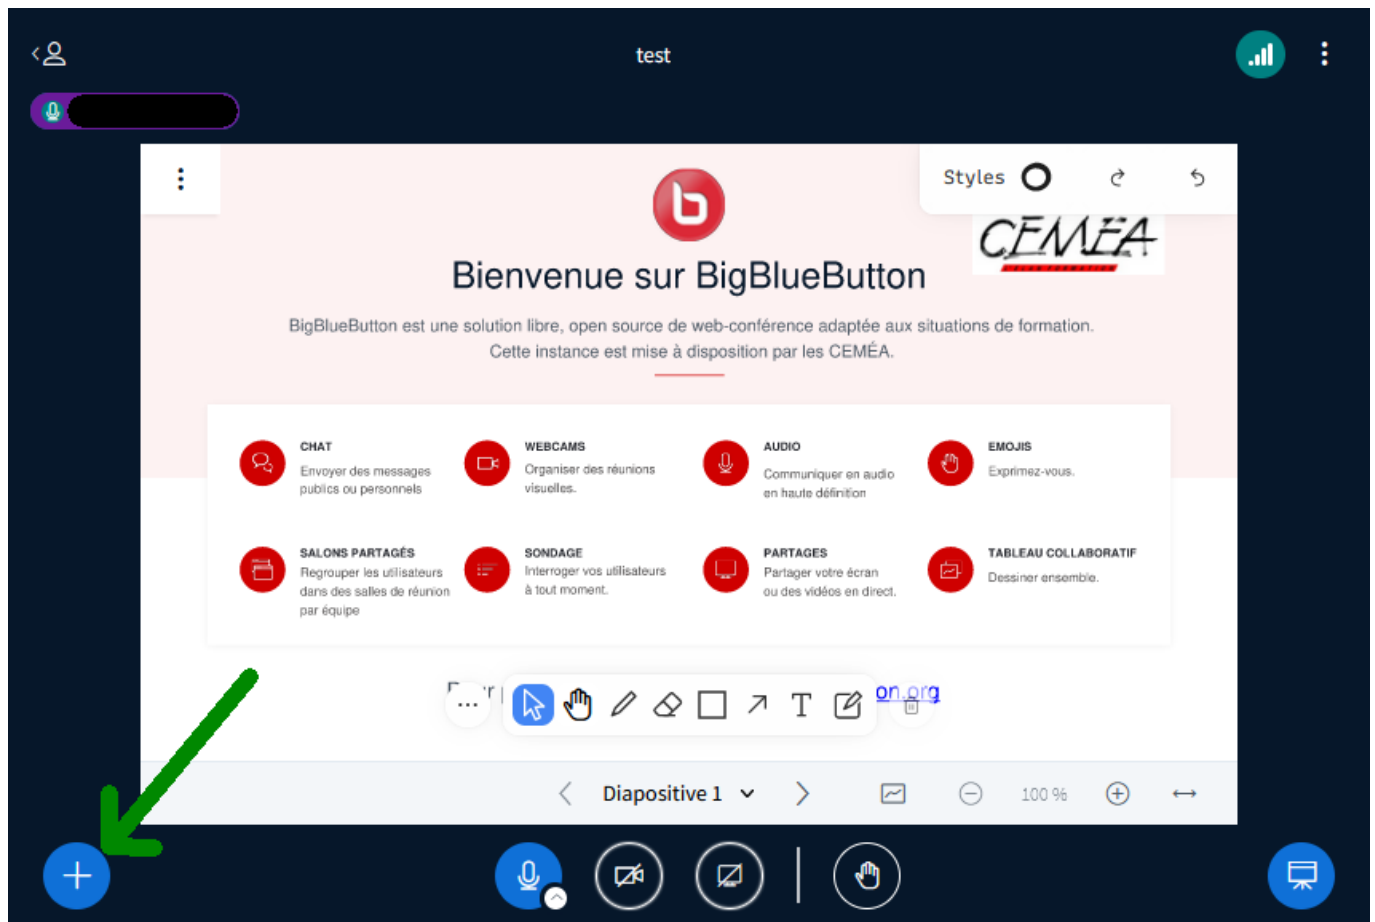 test
Styles
CEMÉA
Bienvenue sur BigBlueButton
BigBlueButton est une solution libre, open source de web-conférence adaptée aux situations de formation.
Cette instance est mise à disposition par les CEMÉA.
CHAT
Envoyer des messages
publics ou personnels
WEBCAMS
Organiser des réunions
visuelles.
AUDIO
Communiquer en audio
en haute définition
EMOJIS
Exprimez-vous.
SALONS PARTAGÉS
Regrouper les utilisateurs
dans des salles de réunion
par équipe
SONDAGE
Interroger vos utilisateurs
à tout moment.
PARTAGES
Partager votre écran
ou des vidéos en direct.
TABLEAU COLLABORATIF
Dessiner ensemble.
on.org
T
Diapositive 1
100 %